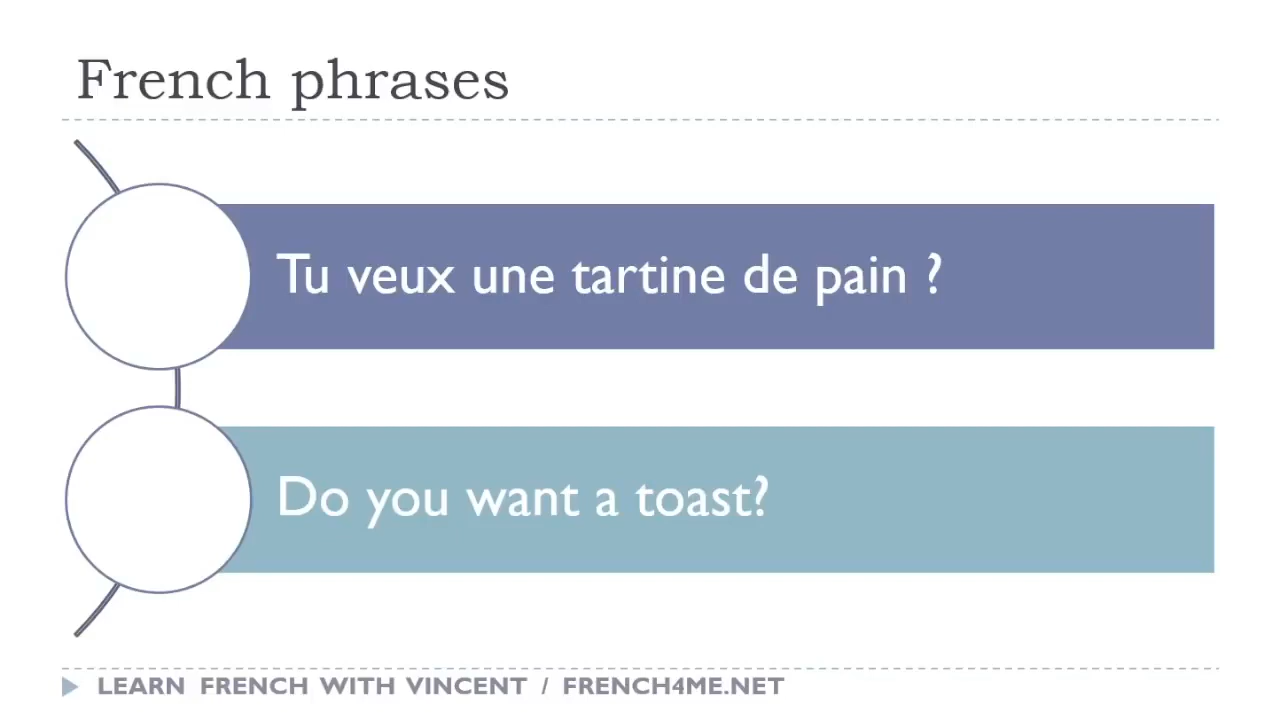 French phrases
Tu veux une tartine de pain ?
Do you want a toast?
LEARN FRENCH WITH VINCENT / FRENCH4ME.NET